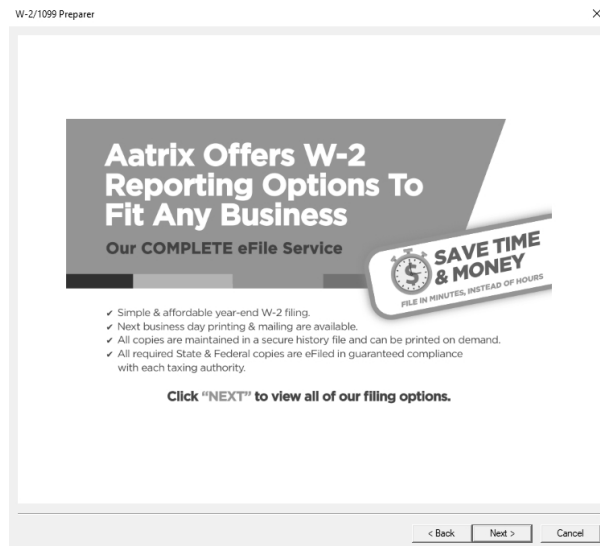 W-2/1099 Preparer
Aatrix Offers W-2
Reporting Options To
Fit Any Business
Our COMPLETE eFile Service
SAVE TIME
& MONEY
FILE IN MINUTES, INSTEAD OF HOURS
✔ Simple & affordable year-end W-2 filing.
✔ Next business day printing & mailing are available.
✔ All copies are maintained in a secure history file and can be printed on demand.
✔ All required State & Federal copies are eFiled in guaranteed compliance
with each taxing authority.
Click “NEXT” to view all of our filing options.
< Back
Next >
Cancel